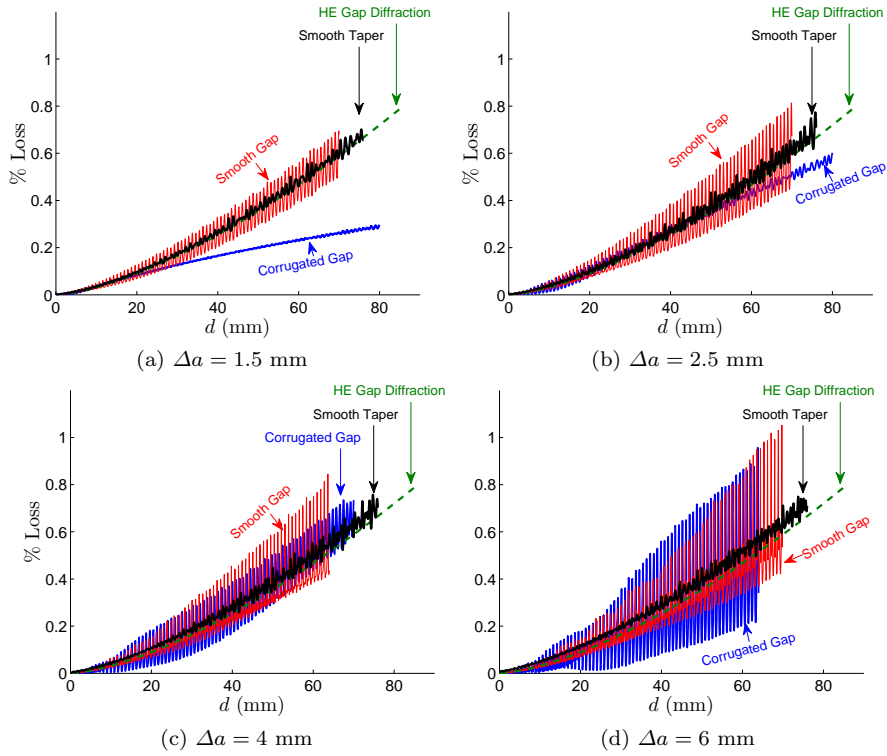 HE Gap Diffraction
Smooth Taper
Smooth Gap
Corrugated Gap
% Loss
0
0.2
0.4
0.6
0.8
1
0 20 40 60 80
d (mm)
(a) Δa = 1.5 mm
HE Gap Diffraction
Smooth Taper
Smooth Gap
Corrugated Gap
% Loss
0
0.2
0.4
0.6
0.8
1
0 20 40 60 80
d (mm)
(b) Δa = 2.5 mm
HE Gap Diffraction
Smooth Taper
Corrugated Gap
Smooth Gap
% Loss
0
0.2
0.4
0.6
0.8
1
0 20 40 60 80
d (mm)
(c) Δa = 4 mm
HE Gap Diffraction
Smooth Taper
Smooth Gap
Corrugated Gap
% Loss
0
0.2
0.4
0.6
0.8
1
0 20 40 60 80
d (mm)
(d) Δa = 6 mm